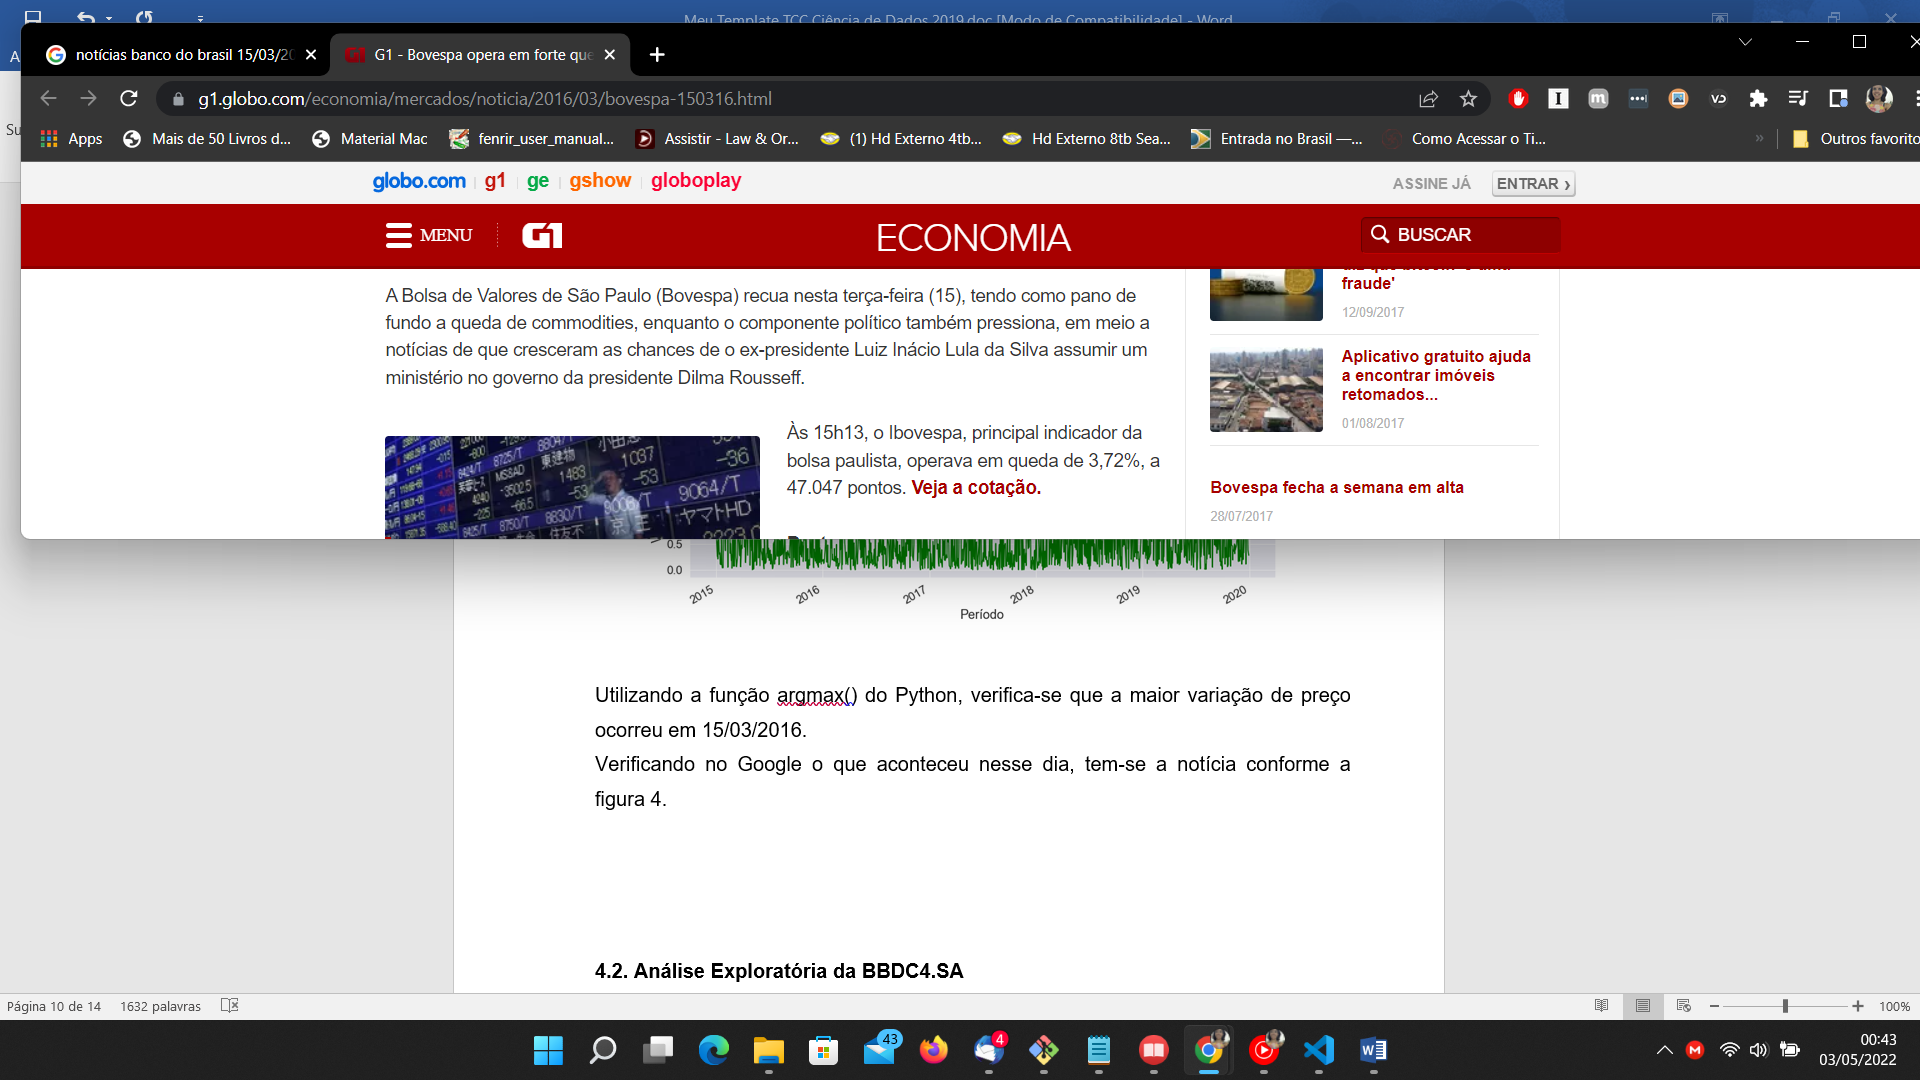 Meu Template TCC Ciência de Dados 2019.doc [Modo de Compatibilidade] - Word
notícias banco do brasil 15/03/20
G1 - Bovespa opera em forte que
g1.globo.com/economia/mercados/noticia/2016/03/bovespa-150316.html
Apps
Mais de 50 Livros d...
Material Mac
fenrir_user_manual...
Assistir - Law & Or...
(1) Hd Externo 4tb...
Hd Externo 8tb Sea...
Entrada no Brasil —...
Como Acessar o Ti...
Outros favorito
globo.com
g1
ge
gshow
globoplay
ASSINE JÁ
ENTRAR ›
MENU
G1
ECONOMIA
BUSCAR
A Bolsa de Valores de São Paulo (Bovespa) recua nesta terça-feira (15), tendo como pano de
fundo a queda de commodities, enquanto o componente político também pressiona, em meio a
notícias de que cresceram as chances de o ex-presidente Luiz Inácio Lula da Silva assumir um
ministério no governo da presidente Dilma Rousseff.
Às 15h13, o Ibovespa, principal indicador da
bolsa paulista, operava em queda de 3,72%, a
47.047 pontos. Veja a cotação.
fraude'
12/09/2017
Aplicativo gratuito ajuda
a encontrar imóveis
retomados...
01/08/2017
Bovespa fecha a semana em alta
28/07/2017
0.5
0.0
2015
2016
2017
2018
2019
2020
Período
Utilizando a função argmax() do Python, verifica-se que a maior variação de preço
ocorreu em 15/03/2016.
Verificando no Google o que aconteceu nesse dia, tem-se a notícia conforme a
figura 4.
4.2. Análise Exploratória da BBDC4.SA
Página 10 de 14
1632 palavras
100%
43
4
00:43
03/05/2022